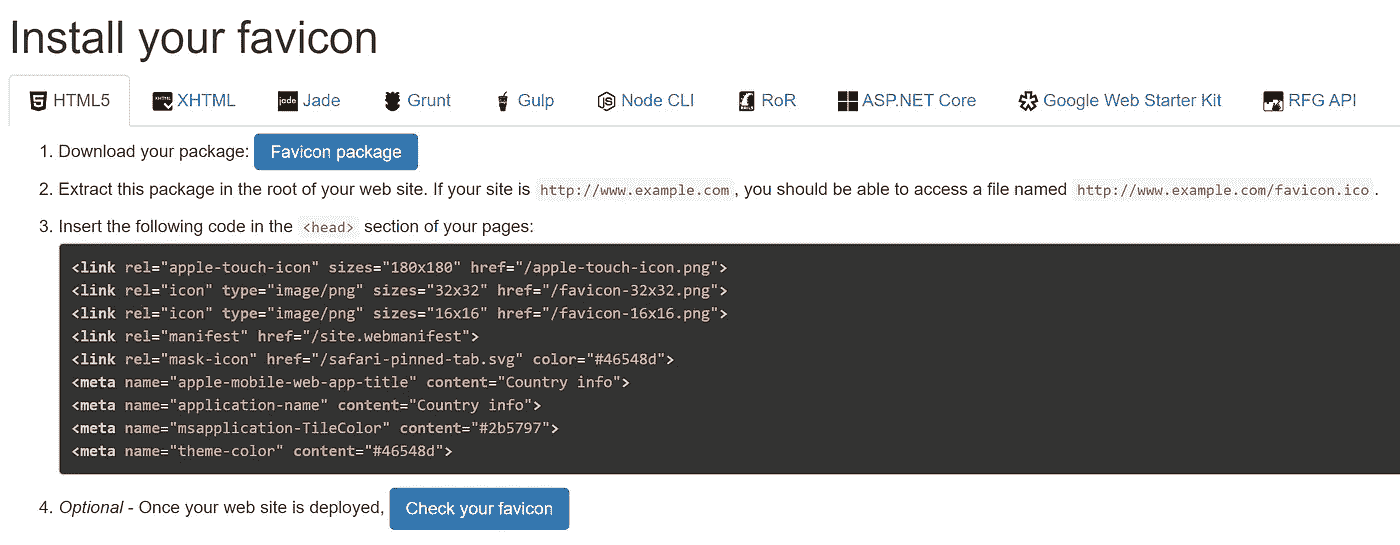 Install your favicon
HTML5 XHTML Jade Grunt Gulp Node CLI RoR ASP.NET Core Google Web Starter Kit RFG API
1. Download your package: Favicon package
2. Extract this package in the root of your web site. If your site is http://www.example.com, you should be able to access a file named http://www.example.com/favicon.ico.
3. Insert the following code in the <head> section of your pages:
<link rel="apple-touch-icon" sizes="180x180" href="/apple-touch-icon.png">
<link rel="icon" type="image/png" sizes="32x32" href="/favicon-32x32.png">
<link rel="icon" type="image/png" sizes="16x16" href="/favicon-16x16.png">
<link rel="manifest" href="/site.webmanifest">
<link rel="mask-icon" href="/safari-pinned-tab.svg" color="#46548d">
<meta name="apple-mobile-web-app-title" content="Country info">
<meta name="application-name" content="Country info">
<meta name="msapplication-TileColor" content="#2b5797">
<meta name="theme-color" content="#46548d">
4. Optional - Once your web site is deployed, Check your favicon